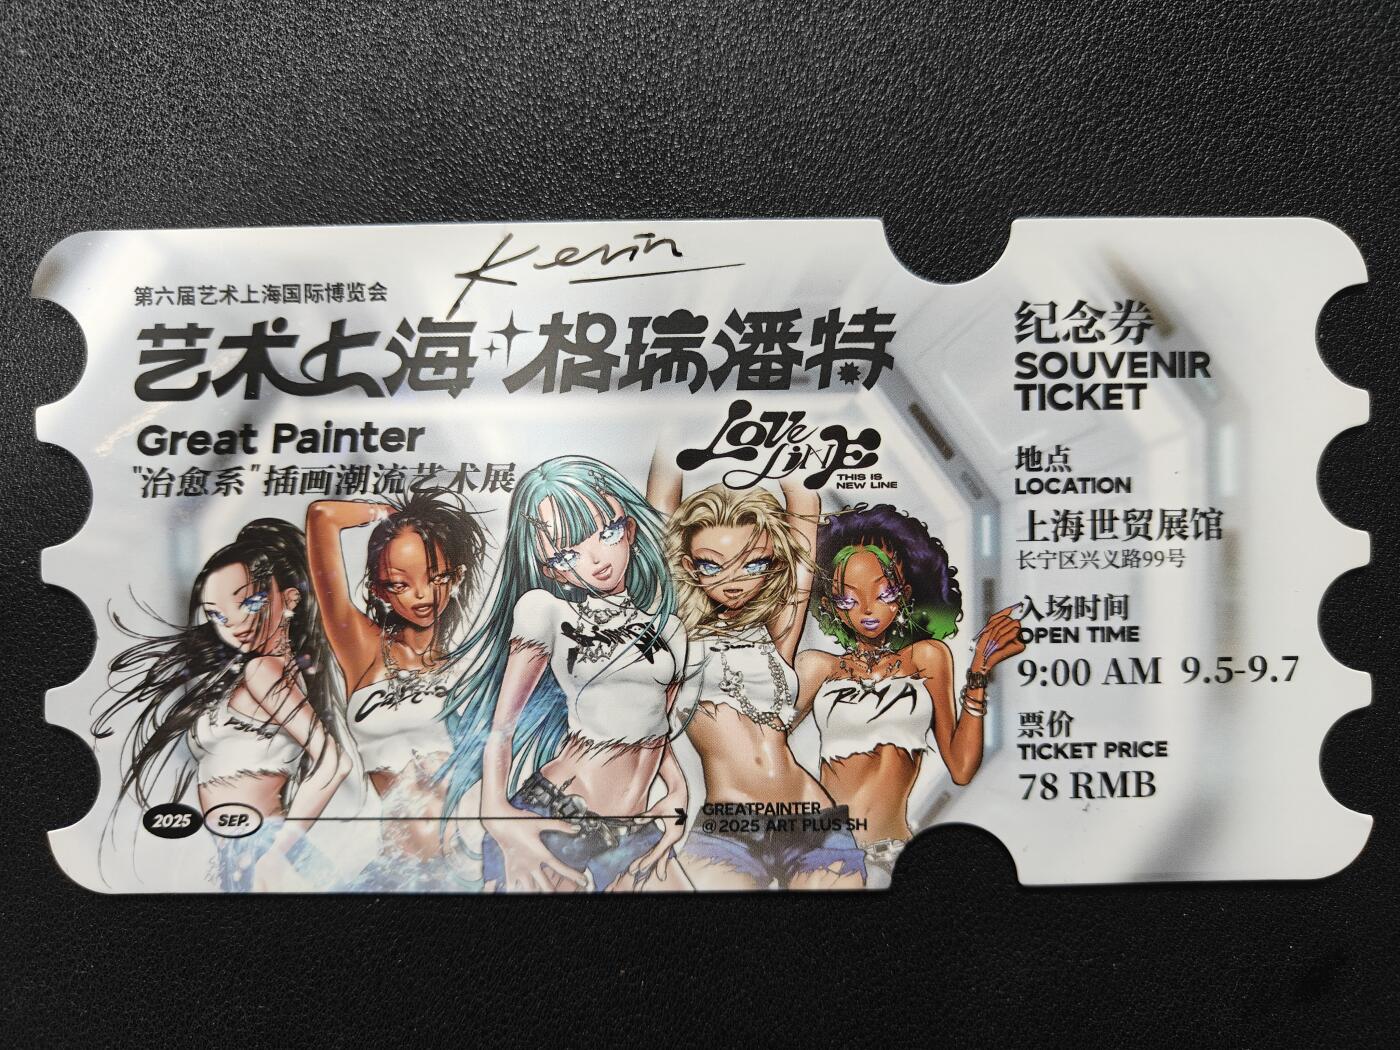 Kevin
第六届艺术上海国际博览会
艺术上海 格瑞潘特
Great Painter
"治愈系"插画潮流艺术展
LOVE
LINE
THIS IS
NEW LINE
RIMA
2025 SEP.
GREATPAINTER
@2025 ART PLUS SH
纪念券
SOUVENIR
TICKET
地点
LOCATION
上海世贸展馆
长宁区兴义路99号
入场时间
OPEN TIME
9:00 AM 9.5-9.7
票价
TICKET PRICE
78 RMB